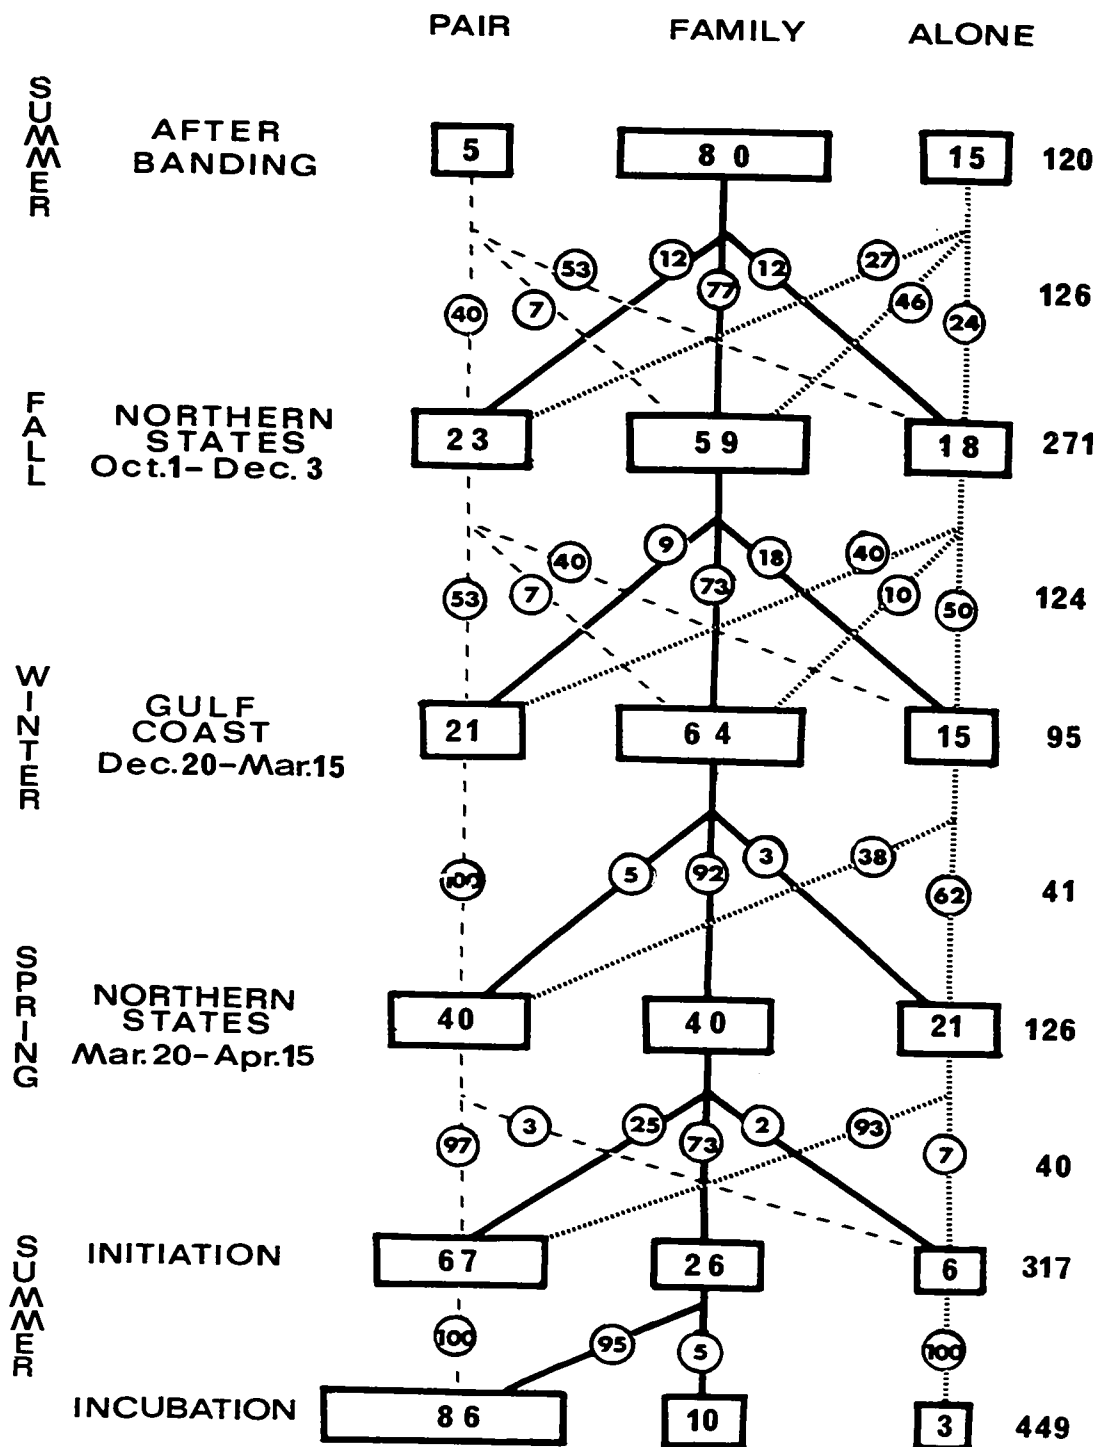 PAIR FAMILY ALONE
SUMMER
AFTER
BANDING
5 80 15 120
53 12 77 12 27
40 7 46 24 126
FALL
NORTHERN
STATES
Oct.1-Dec. 3
23 59 18 271
9 18 40
53 7 40 73 10 50 124
WINTER
GULF
COAST
Dec.20-Mar.15
21 64 15 95
100 5 92 3 38 62 41
SPRING
NORTHERN
STATES
Mar.20-Apr.15
40 40 21 126
97 3 25 73 2 93 7 40
SUMMER
INITIATION
67 26 6 317
100 95 5 100
INCUBATION
86 10 3 449